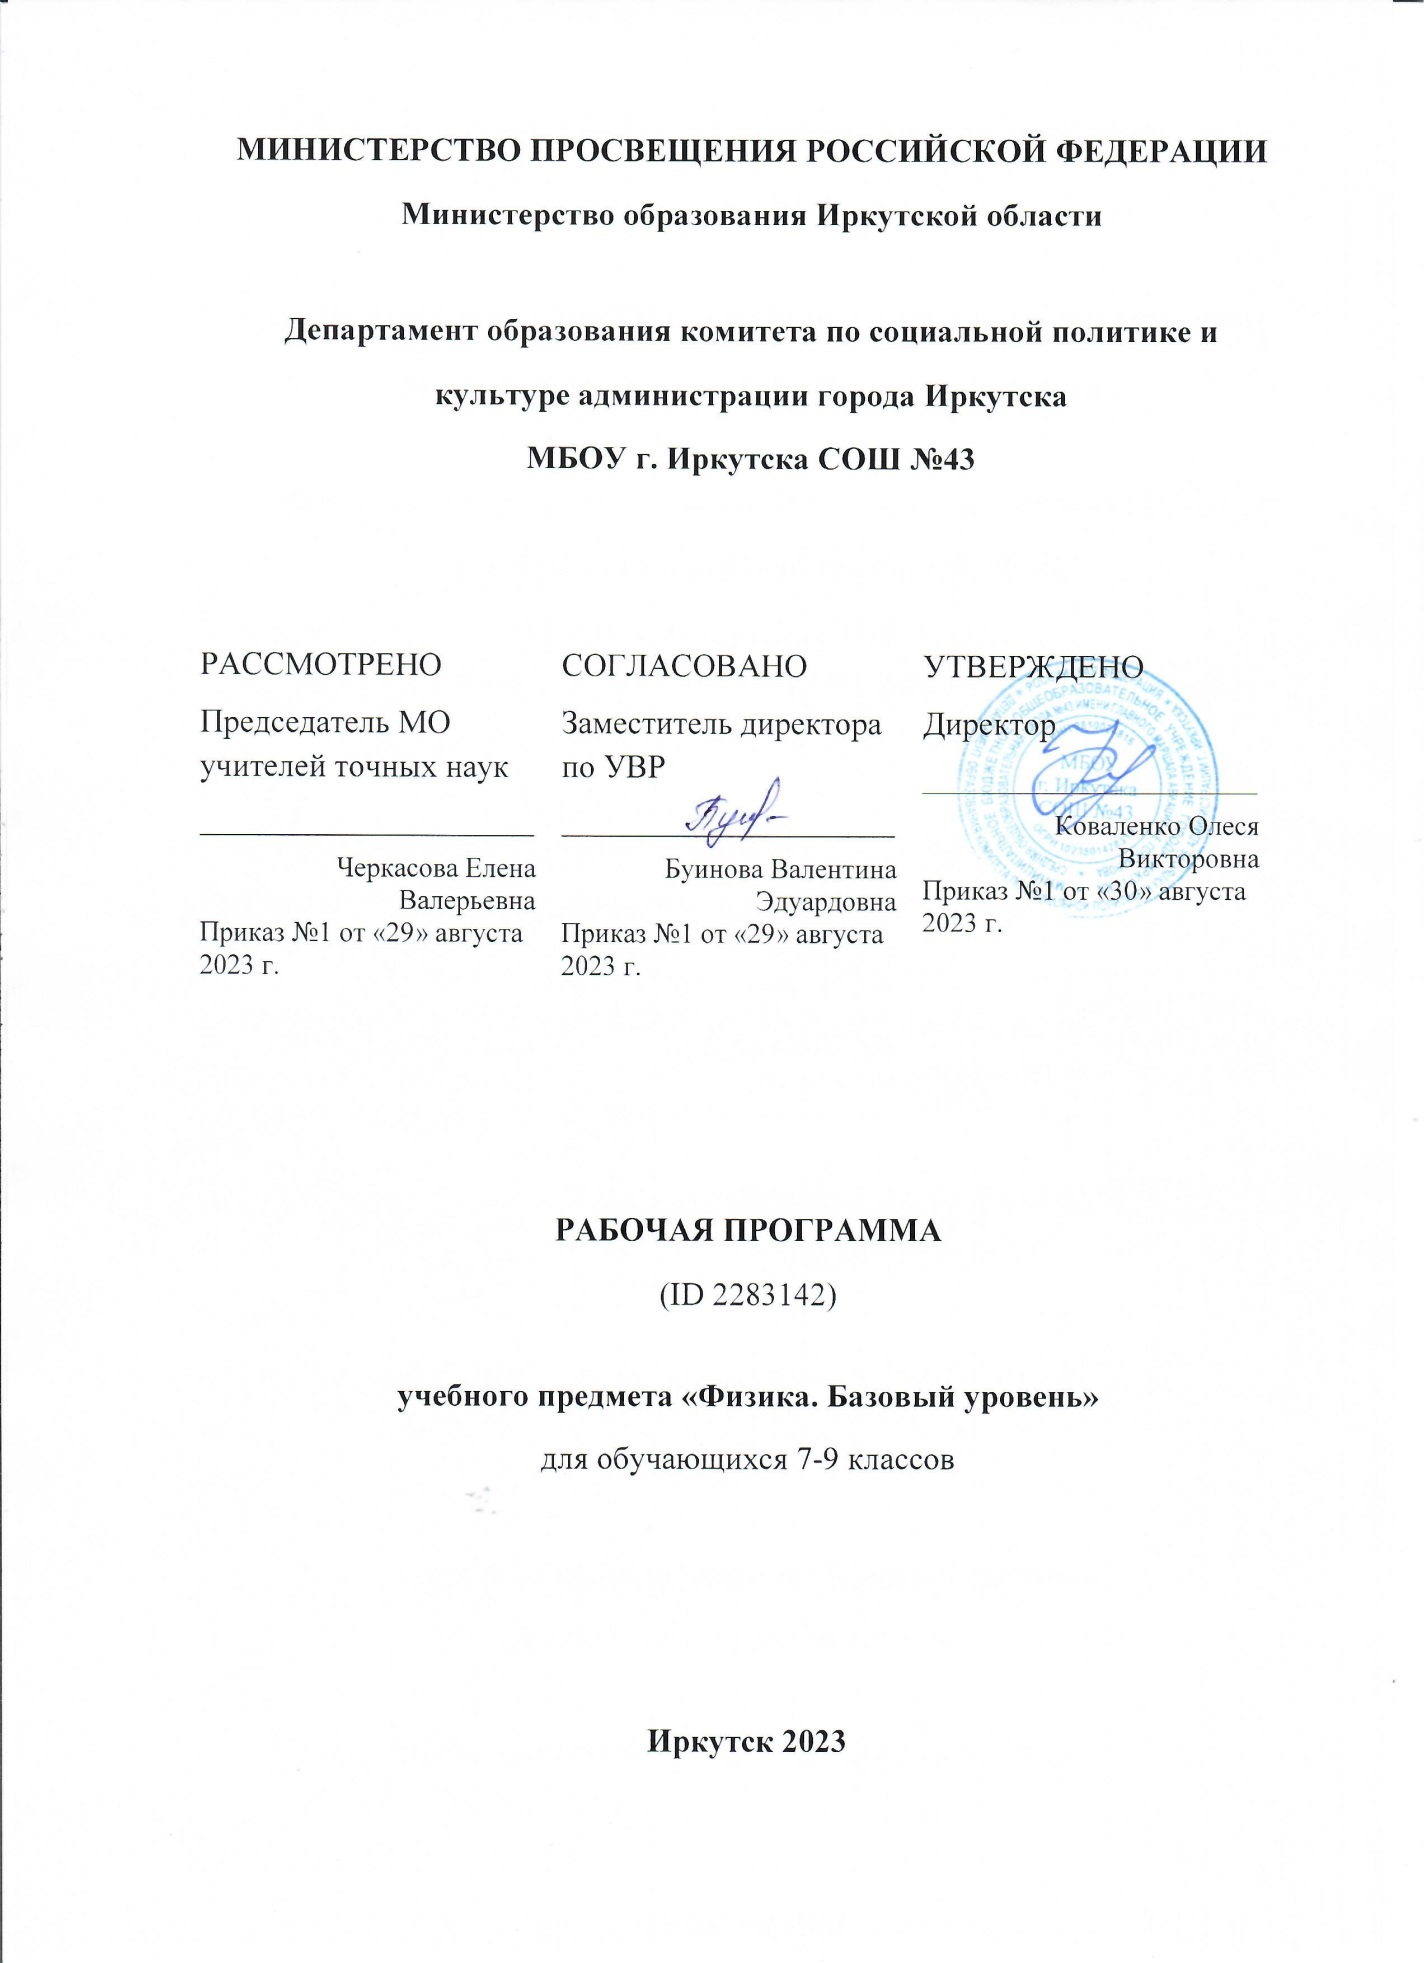 МИНИСТЕРСТВО ПРОСВЕЩЕНИЯ РОССИЙСКОЙ ФЕДЕРАЦИИ
Министерство образования Иркутской области
Департамент образования комитета по социальной политике и
культуре администрации города Иркутска
МБОУ г. Иркутска СОШ №43
РАССМОТРЕНО
Председатель МО
учителей точных наук
Черкасова Елена
Валерьевна
Приказ №1 от «29» августа
2023 г.
СОГЛАСОВАНО
Заместитель директора
по УВР
Буинова Валентина
Эдуардовна
Приказ №1 от «29» августа
2023 г.
УТВЕРЖДЕНО
Директор
МБОУ
г. Иркутска
СОШ №43
Коваленко Олеся
Викторовна
Приказ №1 от «30» августа
2023 г.
РАБОЧАЯ ПРОГРАММА
(ID 2283142)
учебного предмета «Физика. Базовый уровень»
для обучающихся 7-9 классов
Иркутск 2023